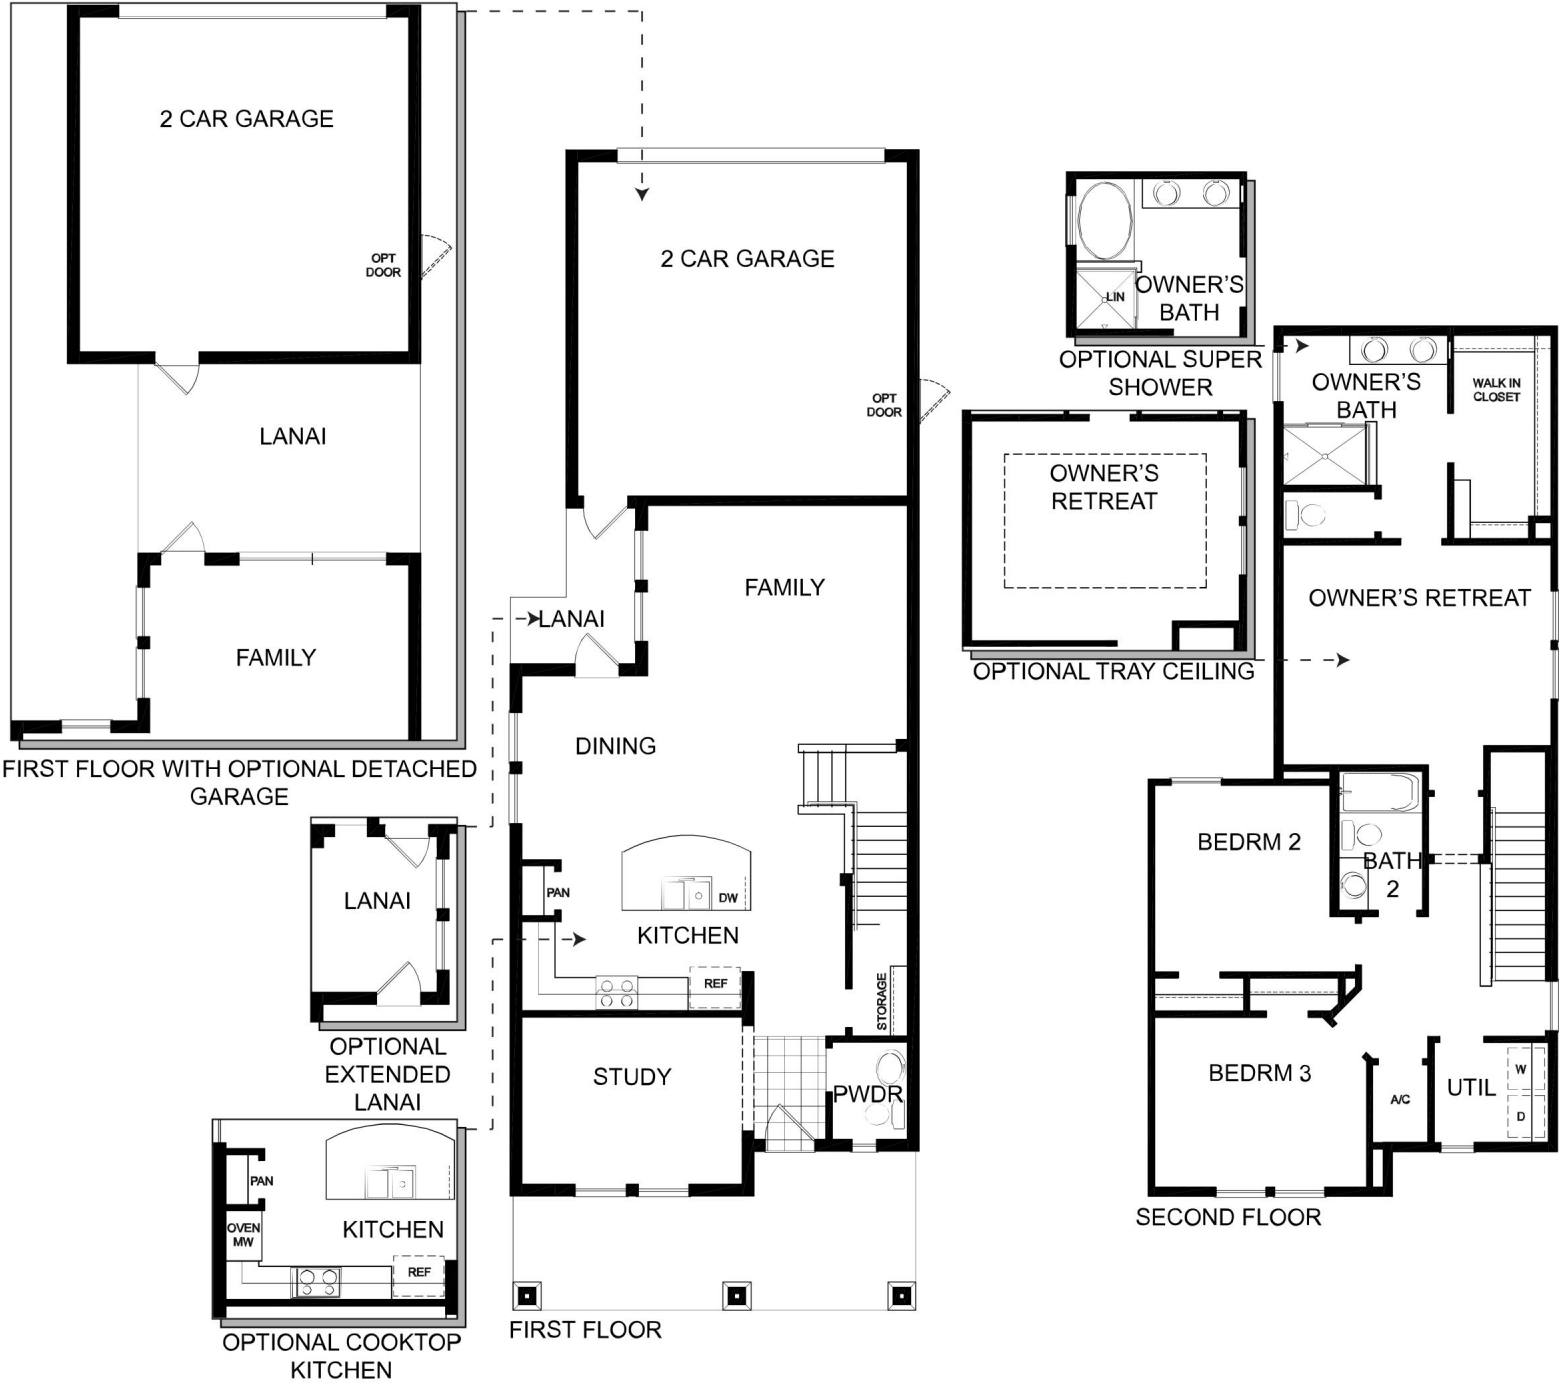 2 CAR GARAGE
OPT
DOOR
LANAI
FAMILY
FIRST FLOOR WITH OPTIONAL DETACHED
GARAGE
LANAI
OPTIONAL
EXTENDED
LANAI
PAN
OVEN
MW
KITCHEN
REF
OPTIONAL COOKTOP
KITCHEN
2 CAR GARAGE
OPT
DOOR
FAMILY
LANAI
DINING
PAN
DW
KITCHEN
REF
STORAGE
STUDY
PWDR
FIRST FLOOR
LIN
OWNER'S
BATH
OPTIONAL SUPER
SHOWER
OWNER'S
RETREAT
OPTIONAL TRAY CEILING
OWNER'S
BATH
WALK IN
CLOSET
OWNER'S RETREAT
BEDRM 2
BATH
2
BEDRM 3
A/C
UTIL
W
D
SECOND FLOOR